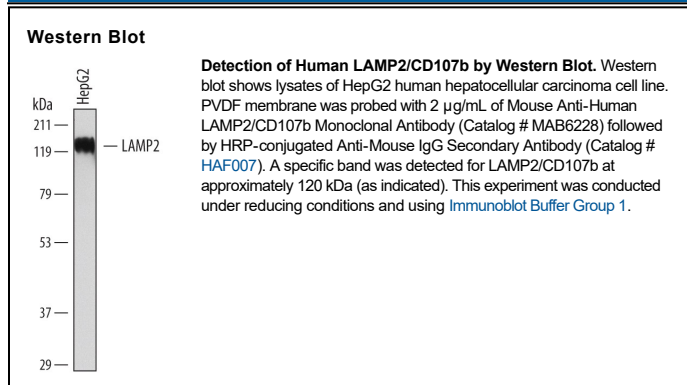 Western Blot
HepG2
kDa
211
119
LAMP2
79
53
37
29
Detection of Human LAMP2/CD107b by Western Blot. Western
blot shows lysates of HepG2 human hepatocellular carcinoma cell line.
PVDF membrane was probed with 2 µg/mL of Mouse Anti-Human
LAMP2/CD107b Monoclonal Antibody (Catalog # MAB6228) followed
by HRP-conjugated Anti-Mouse IgG Secondary Antibody (Catalog #
HAF007). A specific band was detected for LAMP2/CD107b at
approximately 120 kDa (as indicated). This experiment was conducted
under reducing conditions and using Immunoblot Buffer Group 1.